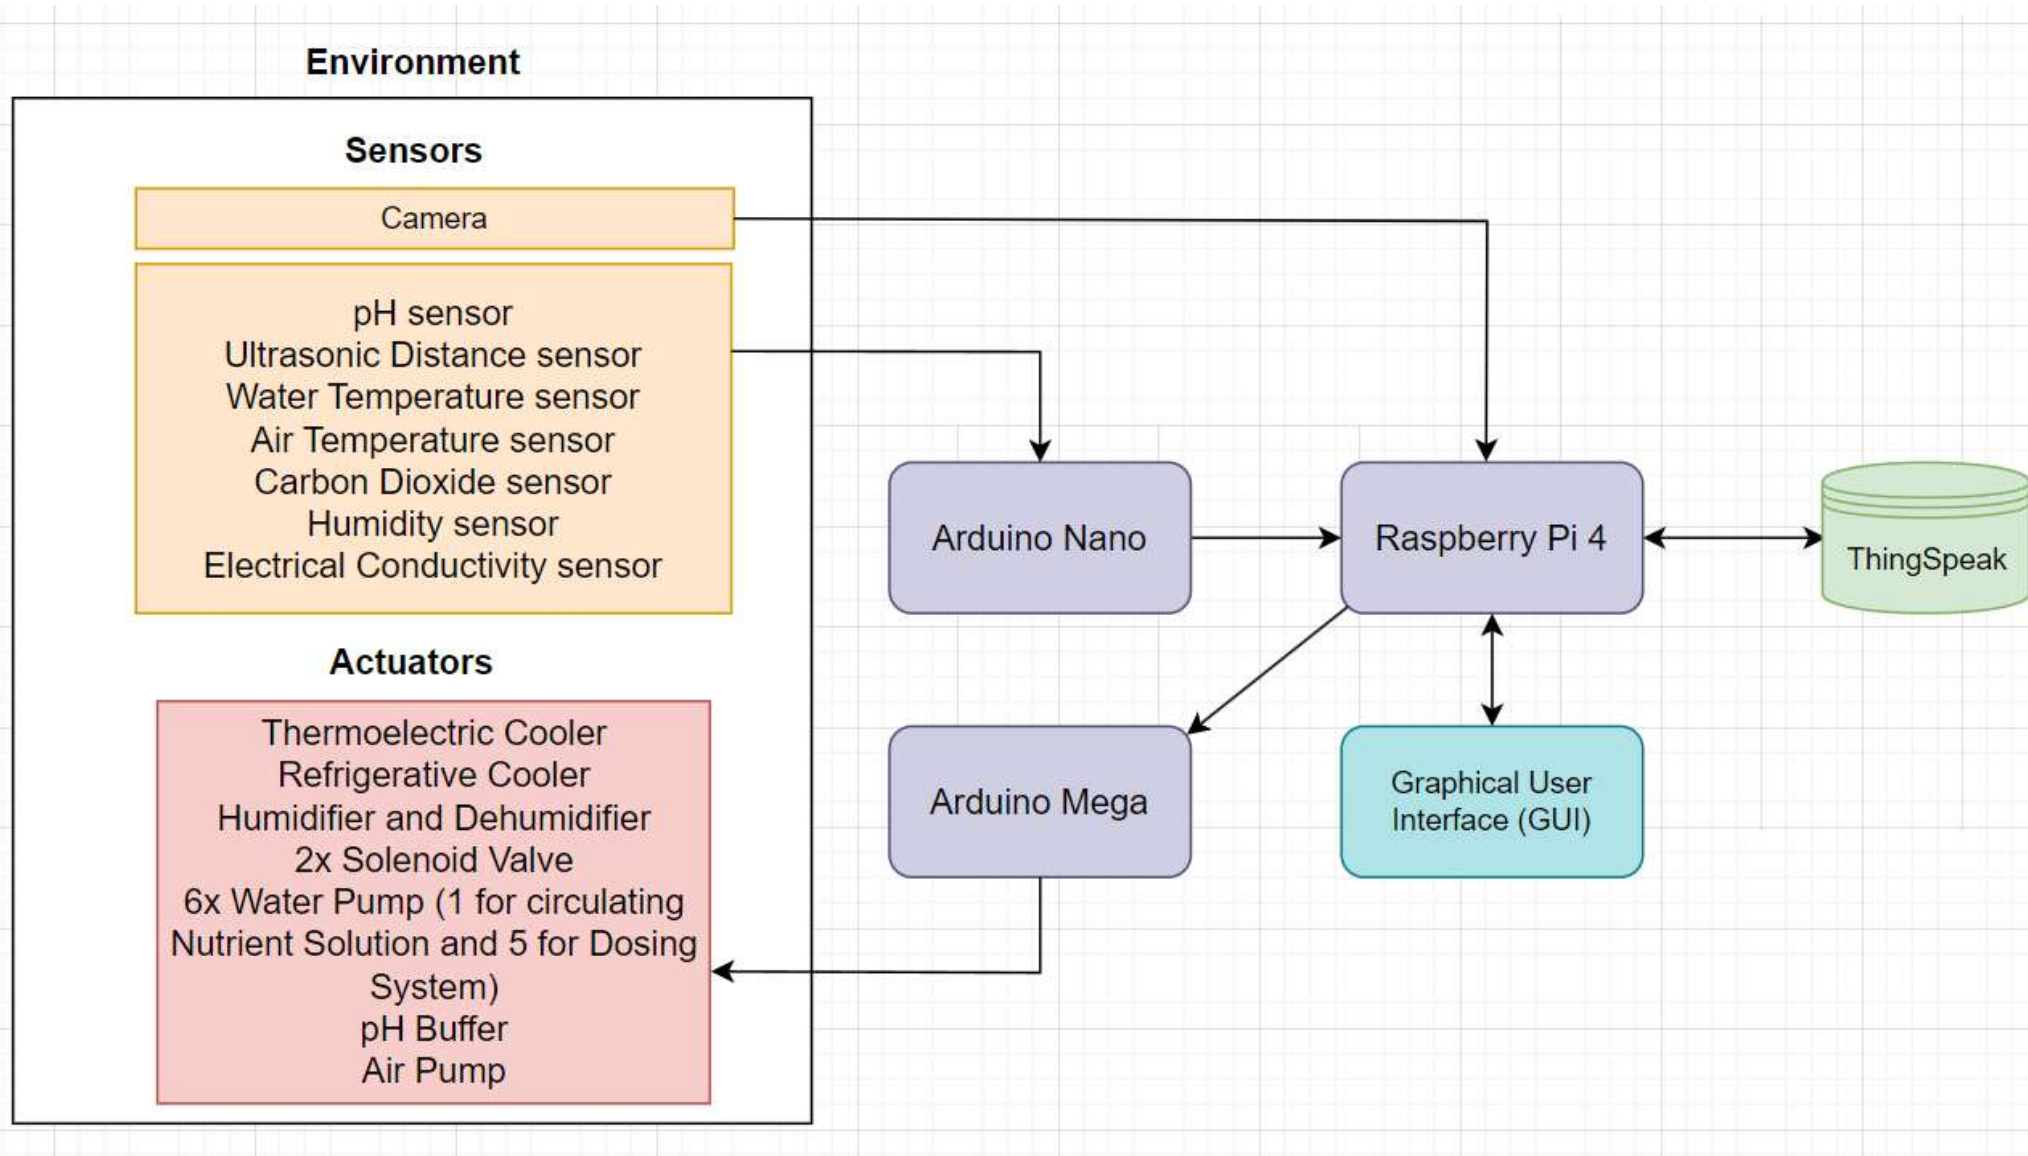 Environment
Sensors
Camera
pH sensor
Ultrasonic Distance sensor
Water Temperature sensor
Air Temperature sensor
Carbon Dioxide sensor
Humidity sensor
Electrical Conductivity sensor
Actuators
Thermoelectric Cooler
Refrigerative Cooler
Humidifier and Dehumidifier
2x Solenoid Valve
6x Water Pump (1 for circulating
Nutrient Solution and 5 for Dosing
System)
pH Buffer
Air Pump
Arduino Nano
Raspberry Pi 4
ThingSpeak
Arduino Mega
Graphical User
Interface (GUI)